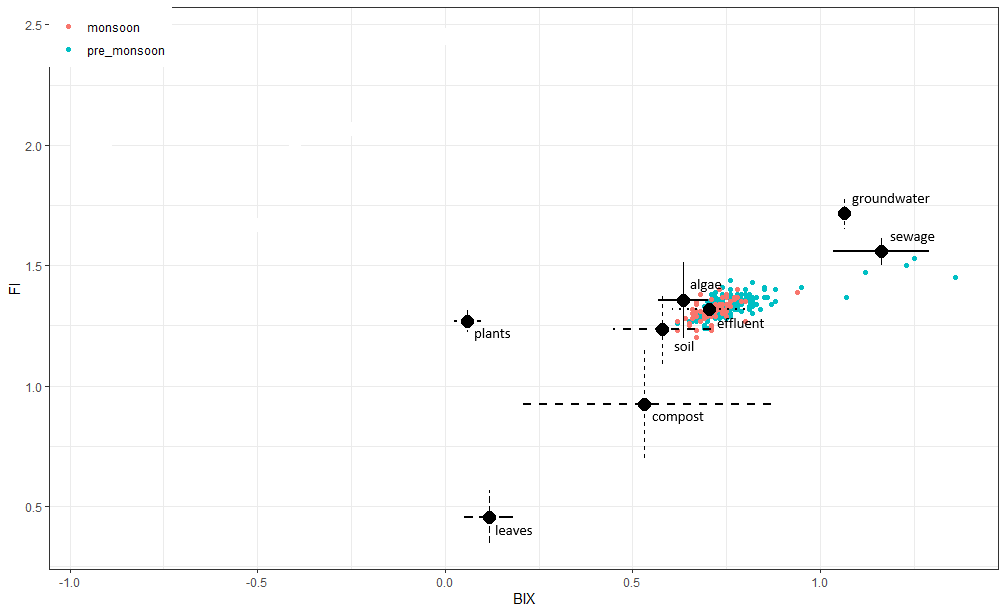 2.5
monsoon
pre_monsoon
2.0
groundwater
sewage
1.5
FI
algae
effluent
plants
soil
1.0
compost
0.5
leaves
-1.0 -0.5 0.0 0.5 1.0
BIX